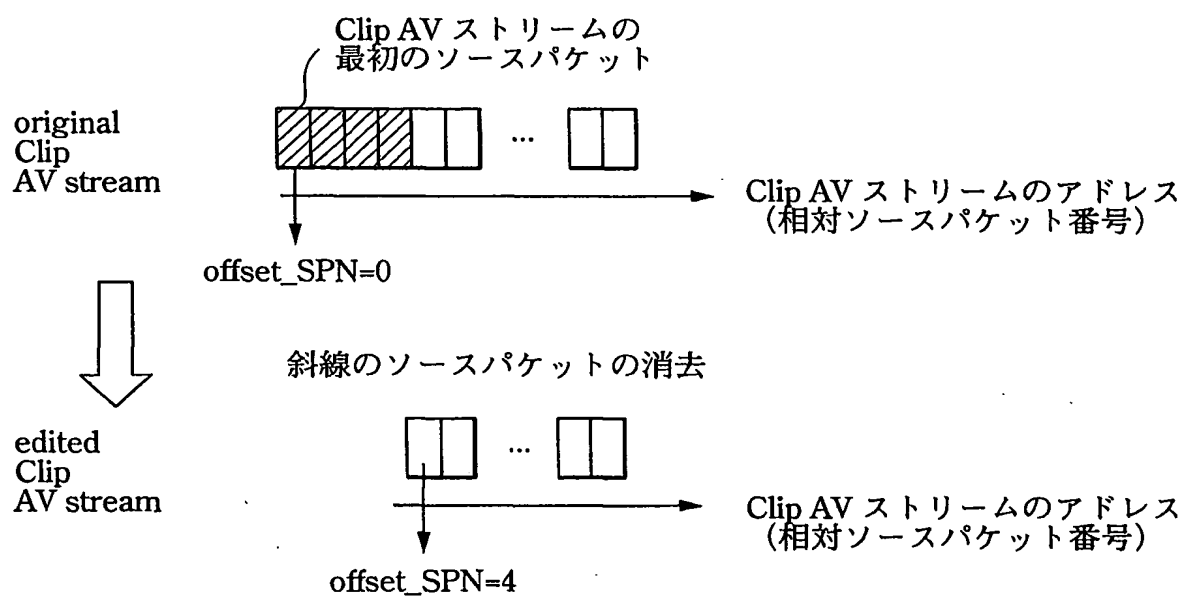 Clip AV ストリームの
最初のソースパケット
original
Clip
AV stream
...
Clip AV ストリームのアドレス
（相対ソースパケット番号）
offset_SPN=0
斜線のソースパケットの消去
edited
Clip
AV stream
...
Clip AV ストリームのアドレス
（相対ソースパケット番号）
offset_SPN=4